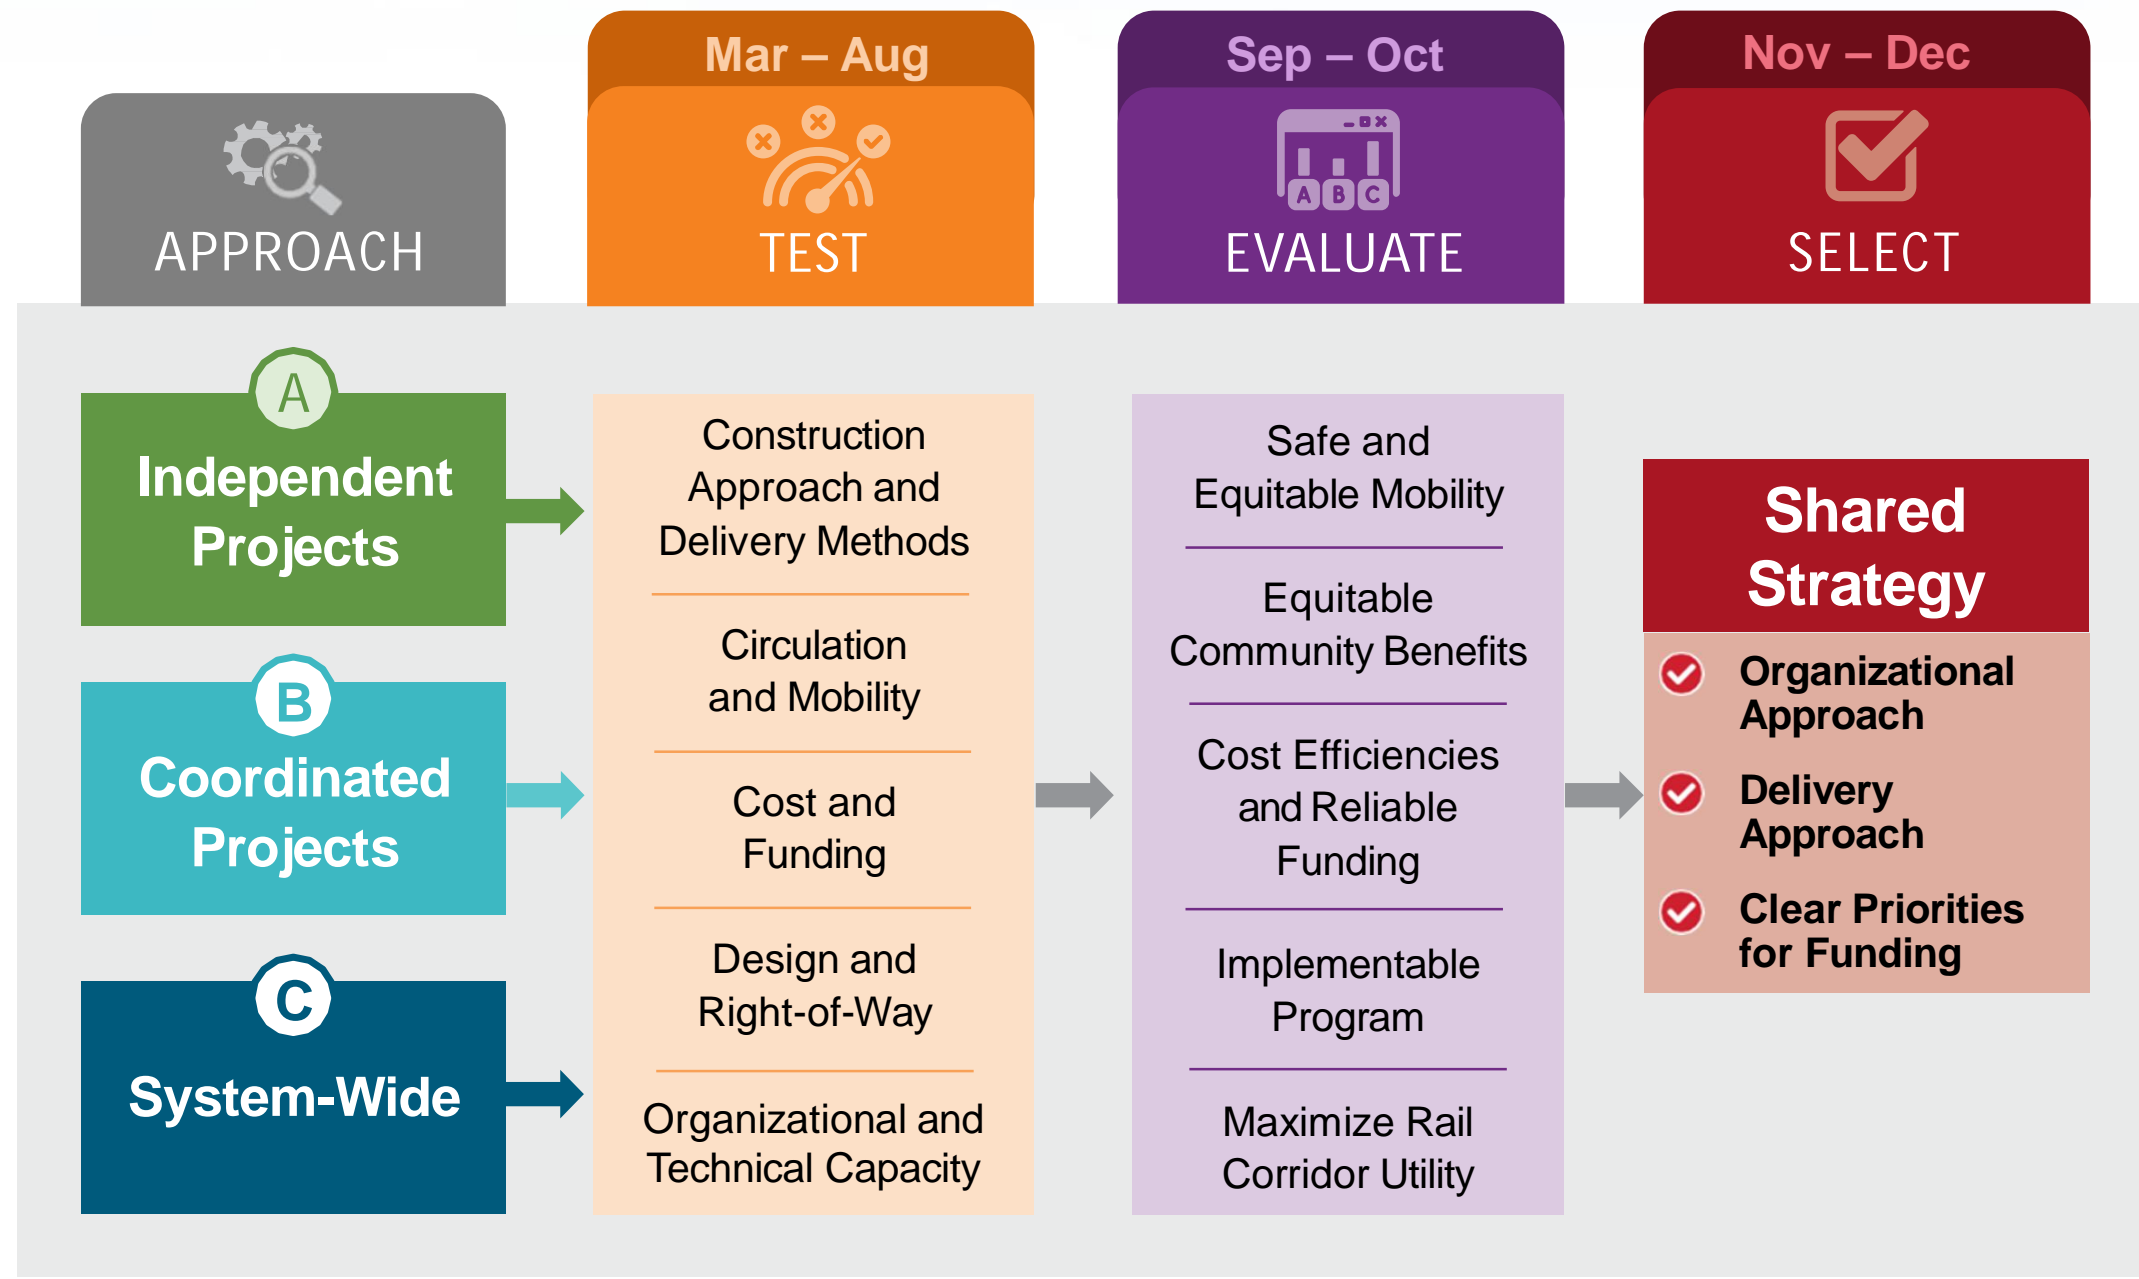 APPROACH
Mar – Aug
TEST
Sep – Oct
A B C
EVALUATE
Nov – Dec
SELECT
A
Independent
Projects
B
Coordinated
Projects
C
System-Wide
Construction
Approach and
Delivery Methods
Circulation
and Mobility
Cost and
Funding
Design and
Right-of-Way
Organizational and
Technical Capacity
Safe and
Equitable Mobility
Equitable
Community Benefits
Cost Efficiencies
and Reliable
Funding
Implementable
Program
Maximize Rail
Corridor Utility
Shared
Strategy
Organizational
Approach
Delivery
Approach
Clear Priorities
for Funding